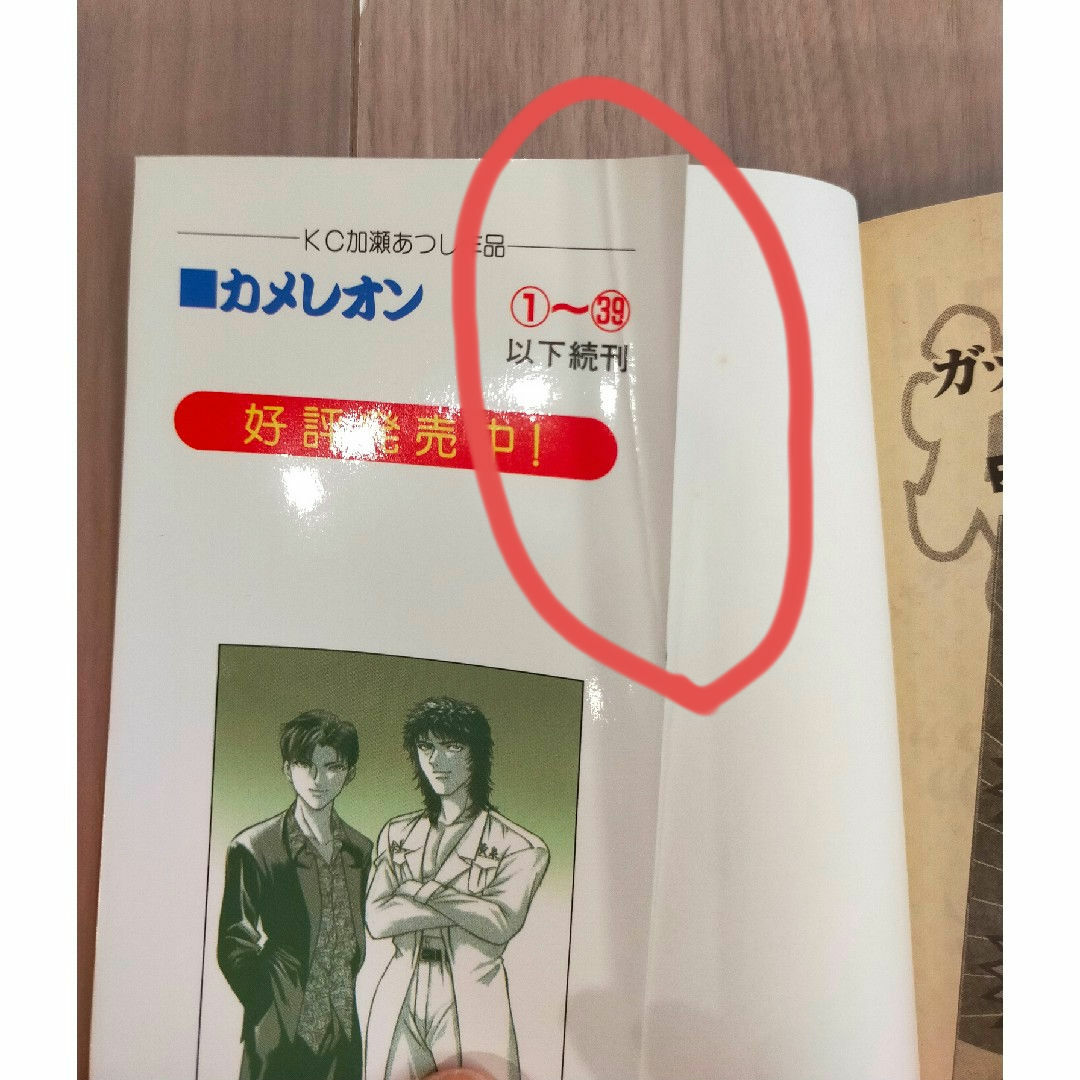 KC加瀬あつし作品
■カメレオン
①〜㊴
以下続刊
好評発売中!
ガッ